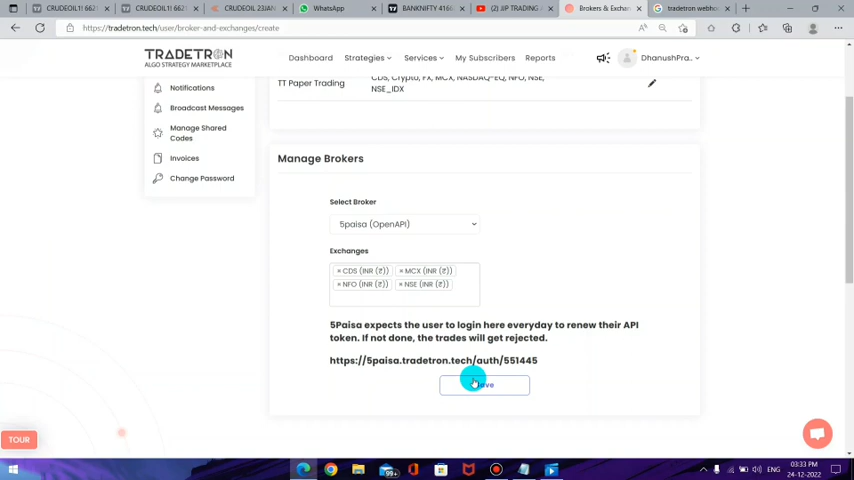 CRUDEOIL1! 662
CRUDEOIL1! 662
CRUDEOIL 23JAN
WhatsApp
BANKNIFTY 4166
(2) JIP TRADING
Brokers & Exchan
tradetron webho
https://tradetron.tech/user/broker-and-exchanges/create
TRADETRON
ALGO STRATEGY MARKETPLACE
Dashboard Strategies Services My Subscribers Reports
DhanushPra..
TT Paper Trading
CDS, Crypto, FX, MCX, NASDAQ-EQ, NFO, NSE,
NSE_IDX
Notifications
Broadcast Messages
Manage Shared
Codes
Invoices
Change Password
Manage Brokers
Select Broker
5paisa (OpenAPI)
Exchanges
× CDS (INR (₹)) × MCX (INR (₹))
× NFO (INR (₹)) × NSE (INR (₹))
5Paisa expects the user to login here everyday to renew their API
token. If not done, the trades will get rejected.
https://5paisa.tradetron.tech/auth/551445
TOUR
99+
ENG
03:33 PM
24-12-2022